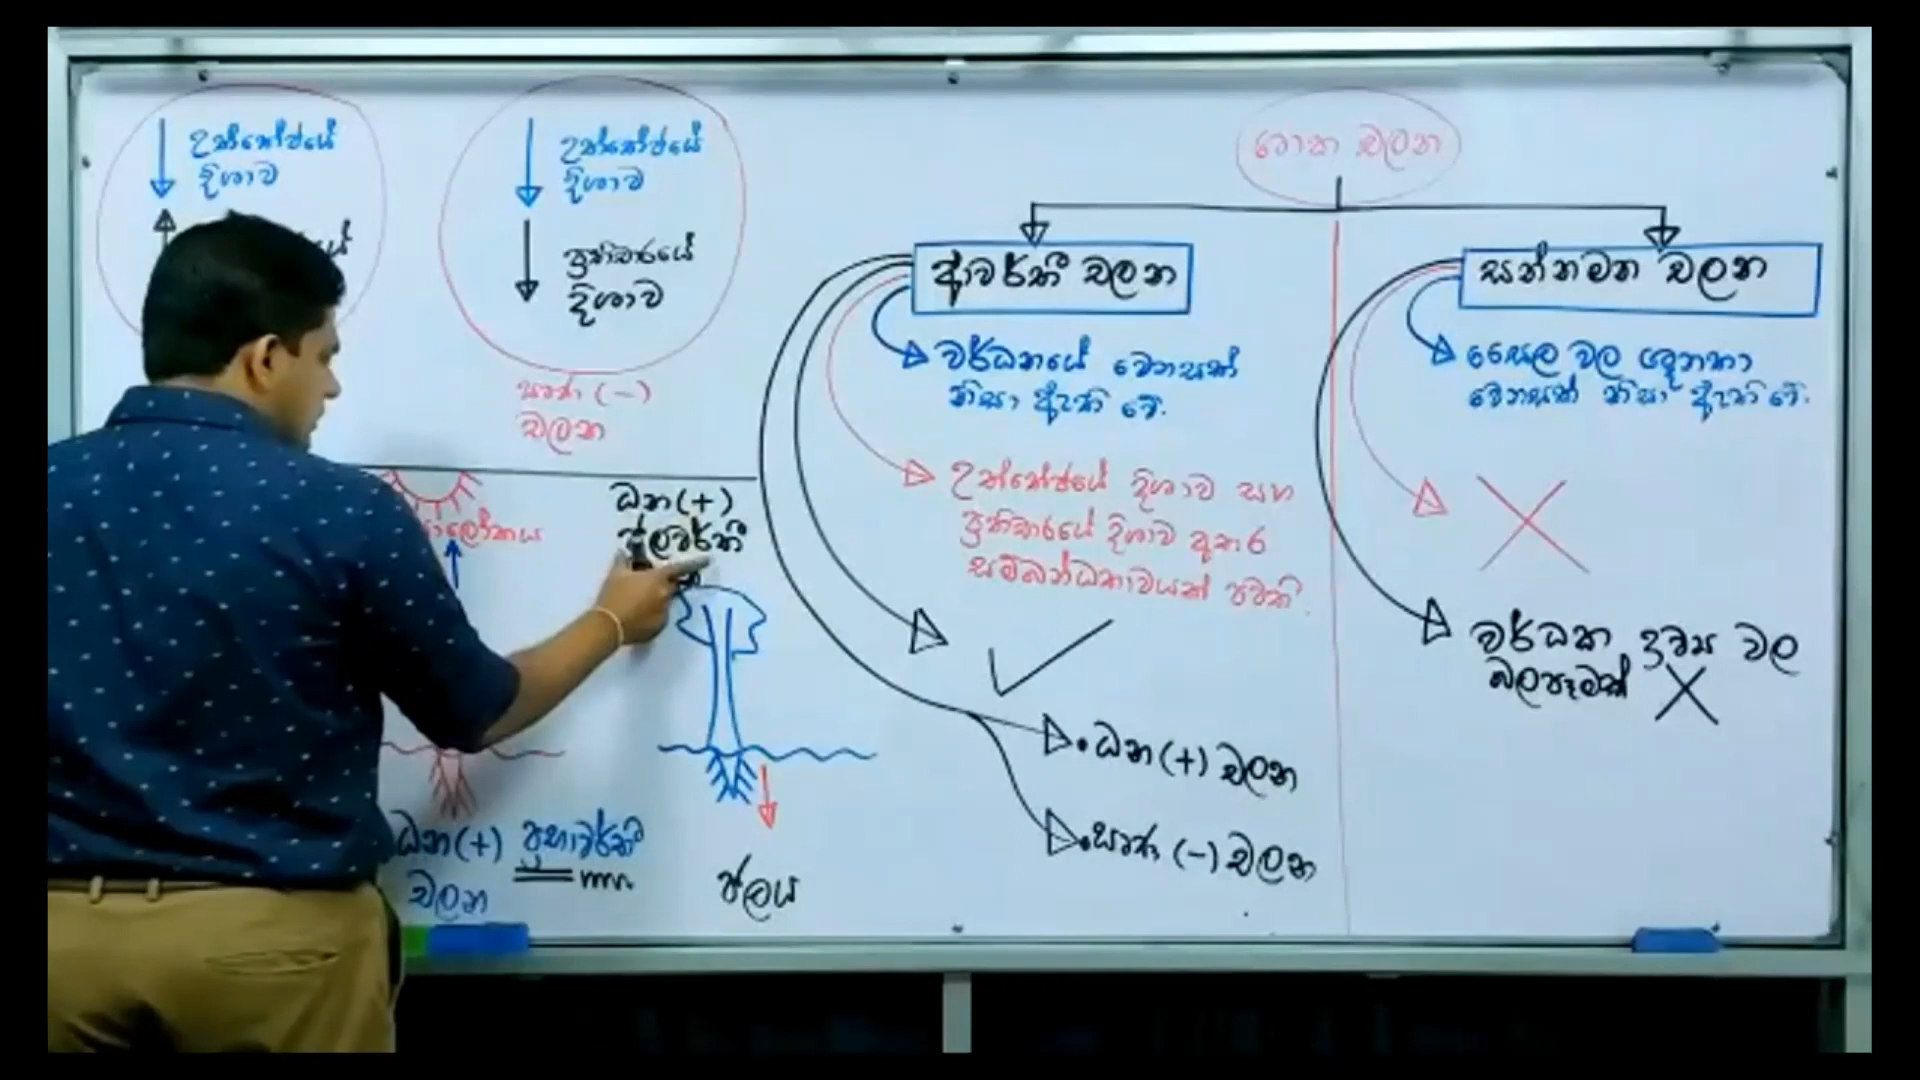 උත්තේජයේ
දිශාව
උත්තේජයේ
දිශාව
ප්‍රතිචාරයේ
දිශාව
සෘණ (-)
චලන
ධන (+)
ජලවර්තී
ධන (+) ප්‍රභාවර්තී
චලන
ජලය
ආවර්තී චලන
වර්ධනයේ වෙනසක්
නිසා ඇති වේ.
උත්තේජයේ දිශාව සහ
ප්‍රතිචාරයේ දිශාව අතර
සම්බන්ධතාවයක් පවතී.
• ධන (+) චලන
• සෘණ (-) චලන
සන්නමන චලන
සෛල වල ශුනතා
වෙනසක් නිසා ඇති වේ.
වර්ධක ද්‍රව්‍ය වල
බලපෑමක්